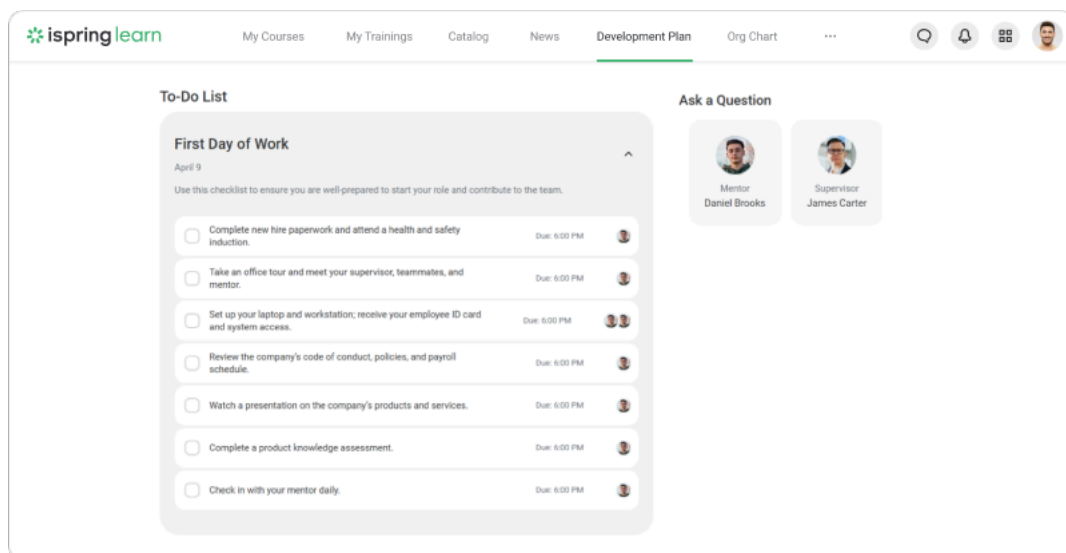 ispring learn
My Courses
My Trainings
Catalog
News
Development Plan
Org Chart
...
To-Do List
First Day of Work
April 9
Use this checklist to ensure you are well-prepared to start your role and contribute to the team.
Complete new hire paperwork and attend a health and safety
induction.
Due: 6:00 PM
Take an office tour and meet your supervisor, teammates, and
mentor.
Due: 6:00 PM
Set up your laptop and workstation; receive your employee ID card
and system access.
Due: 6:00 PM
Review the company's code of conduct, policies, and payroll
schedule.
Due: 6:00 PM
Watch a presentation on the company's products and services.
Due: 6:00 PM
Complete a product knowledge assessment.
Due: 6:00 PM
Check in with your mentor daily.
Due: 6:00 PM
Ask a Question
Mentor
Daniel Brooks
Supervisor
James Carter